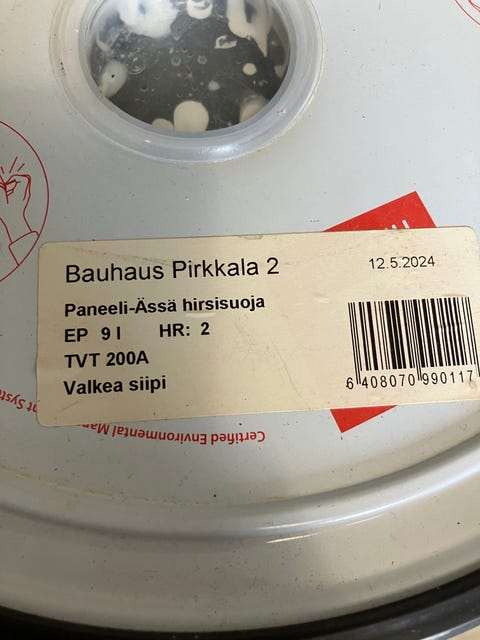 Bauhaus Pirkkala 2
12.5.2024
Paneeli-Ässä hirsisuoja
EP 9 l HR: 2
TVT 200A
Valkea siipi
6 408070 990117
Certified Environmental